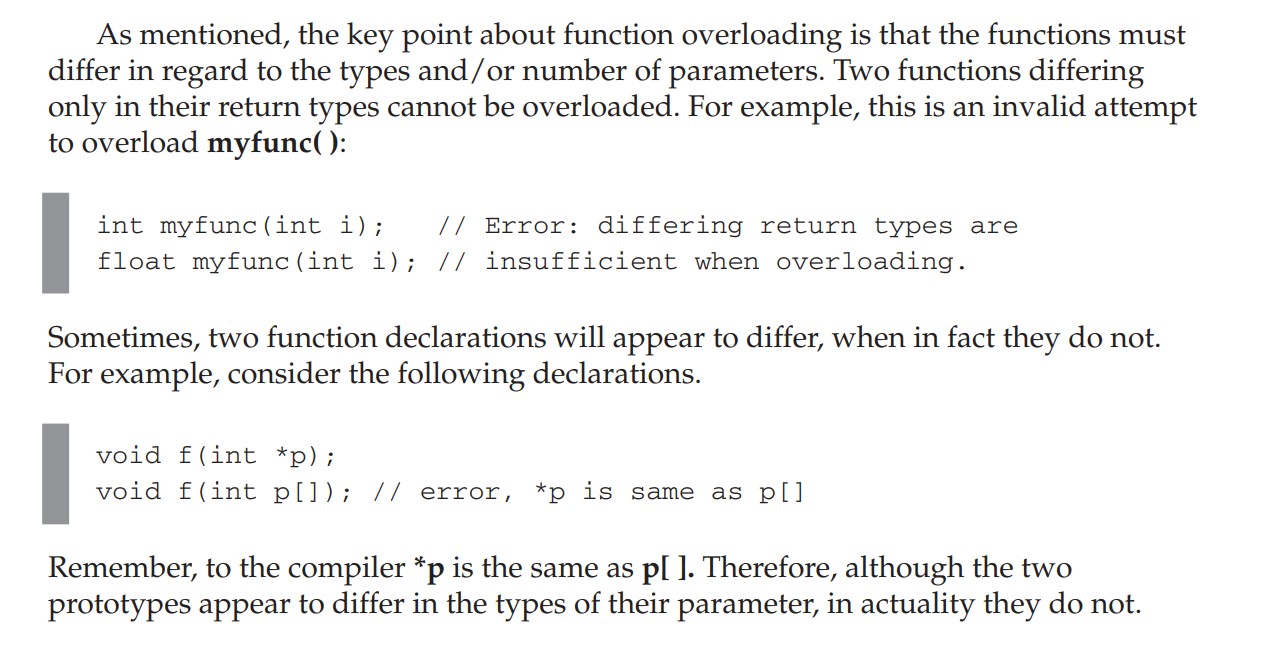 As mentioned, the key point about function overloading is that the functions must
differ in regard to the types and/or number of parameters. Two functions differing
only in their return types cannot be overloaded. For example, this is an invalid attempt
to overload myfunc( ):
int myfunc(int i);   // Error: differing return types are
float myfunc(int i); // insufficient when overloading.
Sometimes, two function declarations will appear to differ, when in fact they do not.
For example, consider the following declarations.
void f(int *p);
void f(int p[]); // error, *p is same as p[]
Remember, to the compiler *p is the same as p[ ]. Therefore, although the two
prototypes appear to differ in the types of their parameter, in actuality they do not.